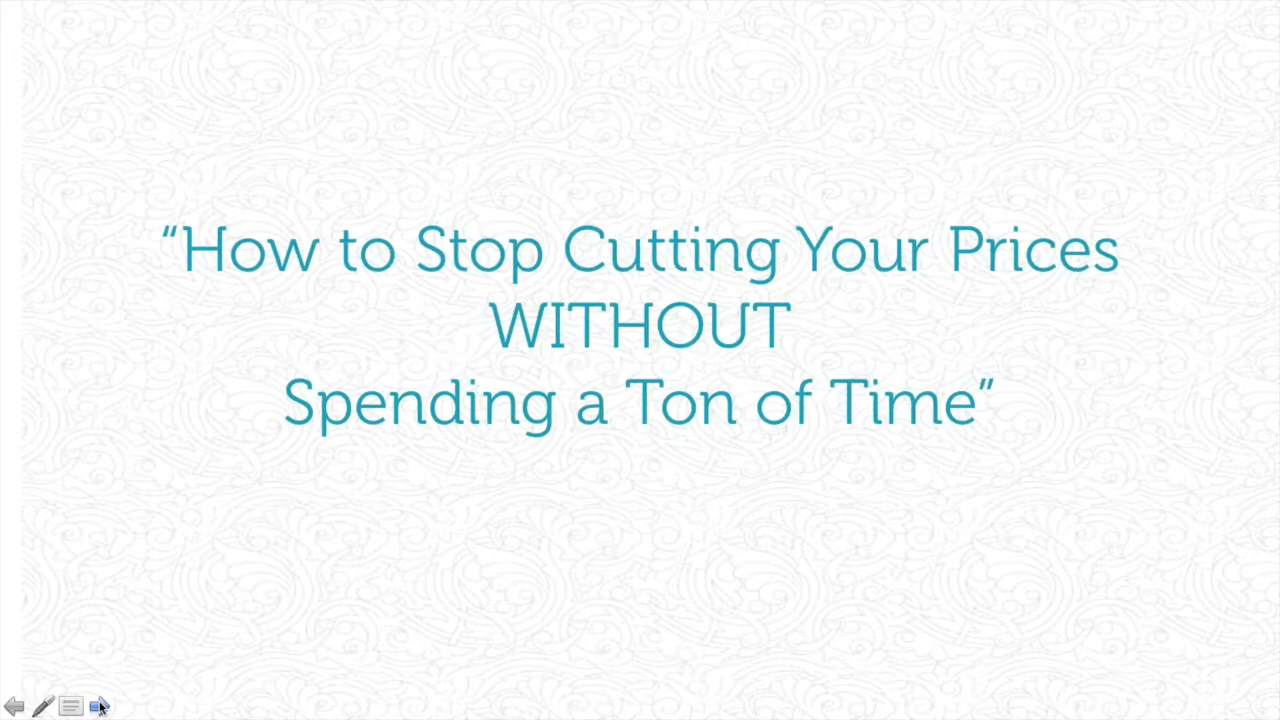 “How to Stop Cutting Your Prices
WITHOUT
Spending a Ton of Time”